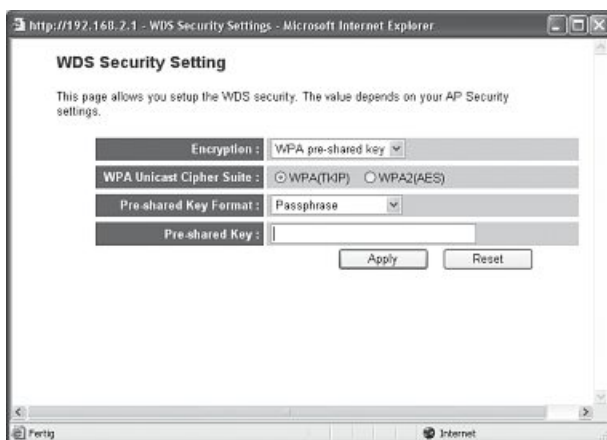 http://192.168.2.1 - WDS Security Settings - Microsoft Internet Explorer
WDS Security Setting
This page allows you setup the WDS security. The value depends on your AP Security
settings.
Encryption : WPA pre-shared key
WPA Unicast Cipher Suite : WPA(TKIP) WPA2(AES)
Pre-shared Key Format : Passphrase
Pre-shared Key :
Apply Reset
Fertig Internet